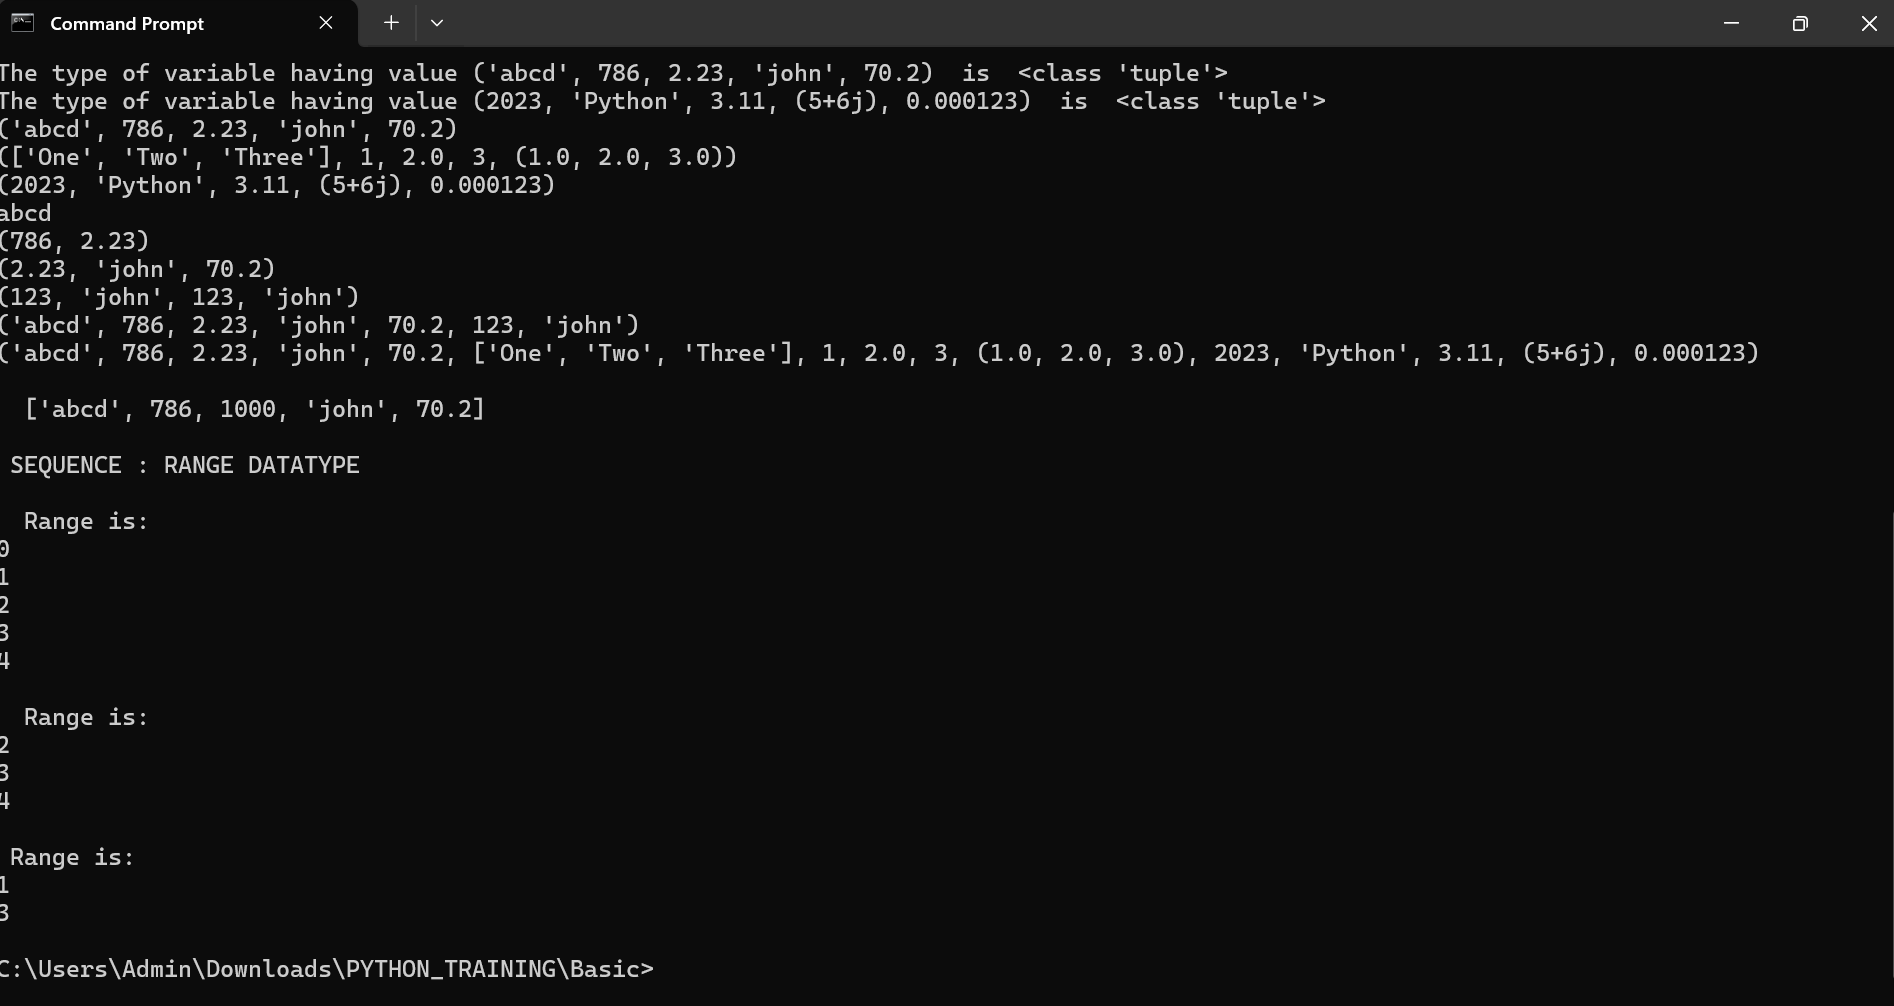 Command Prompt
The type of variable having value ('abcd', 786, 2.23, 'john', 70.2)  is  <class 'tuple'>
The type of variable having value (2023, 'Python', 3.11, (5+6j), 0.000123)  is  <class 'tuple'>
('abcd', 786, 2.23, 'john', 70.2)
(['One', 'Two', 'Three'], 1, 2.0, 3, (1.0, 2.0, 3.0))
(2023, 'Python', 3.11, (5+6j), 0.000123)
abcd
(786, 2.23)
(2.23, 'john', 70.2)
(123, 'john', 123, 'john')
('abcd', 786, 2.23, 'john', 70.2, 123, 'john')
('abcd', 786, 2.23, 'john', 70.2, ['One', 'Two', 'Three'], 1, 2.0, 3, (1.0, 2.0, 3.0), 2023, 'Python', 3.11, (5+6j), 0.000123)
['abcd', 786, 1000, 'john', 70.2]
SEQUENCE : RANGE DATATYPE
Range is:
0
1
2
3
4
Range is:
2
3
4
Range is:
1
3
C:\Users\Admin\Downloads\PYTHON_TRAINING\Basic>